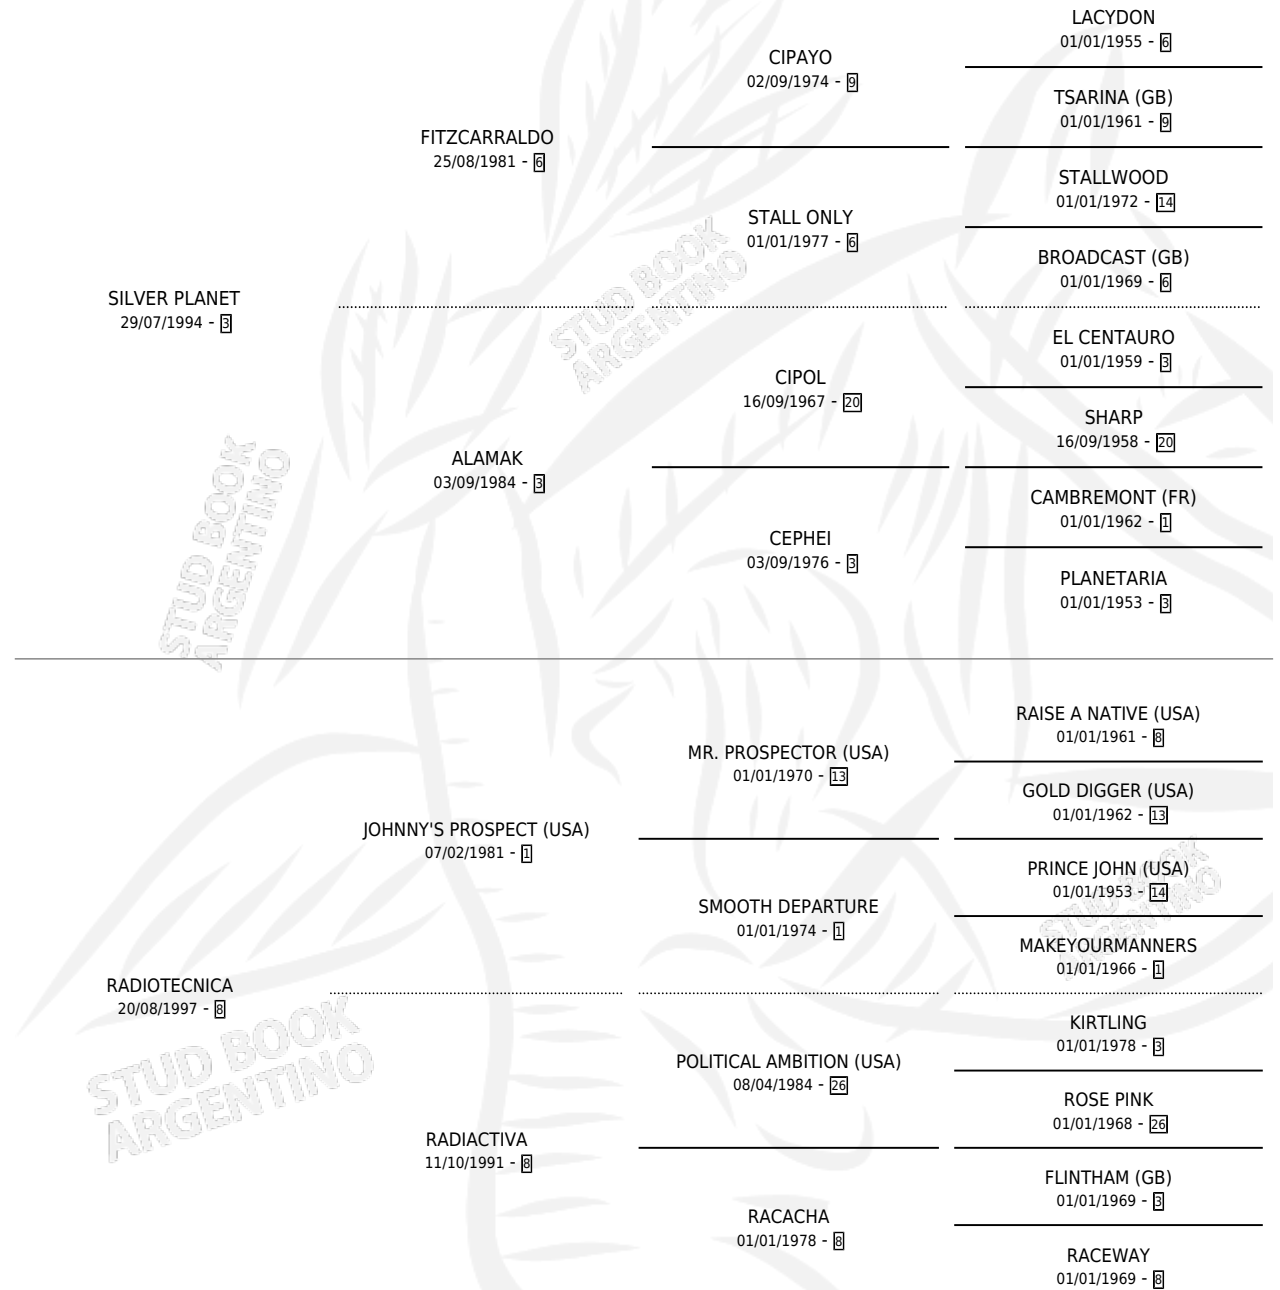 LACYDON
01/01/1955 - 6
CIPAYO
02/09/1974 - 9
TSARINA (GB)
01/01/1961 - 9
FITZCARRALDO
25/08/1981 - 6
STALLWOOD
01/01/1972 - 14
STALL ONLY
01/01/1977 - 6
BROADCAST (GB)
01/01/1969 - 6
SILVER PLANET
29/07/1994 - 3
STUD BOOK
ARGENTINO
EL CENTAURO
01/01/1959 - 3
CIPOL
16/09/1967 - 20
SHARP
16/09/1958 - 20
ALAMAK
03/09/1984 - 3
CAMBREMONT (FR)
01/01/1962 - 1
CEPHEI
03/09/1976 - 3
PLANETARIA
01/01/1953 - 3
STUD BOOK
ARGENTINO
RAISE A NATIVE (USA)
01/01/1961 - 8
MR. PROSPECTOR (USA)
01/01/1970 - 13
GOLD DIGGER (USA)
01/01/1962 - 13
JOHNNY'S PROSPECT (USA)
07/02/1981 - 1
PRINCE JOHN (USA)
01/01/1953 - 14
SMOOTH DEPARTURE
01/01/1974 - 1
STUD BOOK
ARGENTINO
MAKEYOURMANNERS
01/01/1966 - 1
RADIOTECNICA
20/08/1997 - 8
STUD BOOK
ARGENTINO
KIRTLING
01/01/1978 - 3
POLITICAL AMBITION (USA)
08/04/1984 - 26
ROSE PINK
01/01/1968 - 26
RADIACTIVA
11/10/1991 - 8
FLINTHAM (GB)
01/01/1969 - 3
RACACHA
01/01/1978 - 8
RACEWAY
01/01/1969 - 8